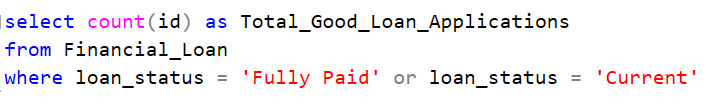 select count(id) as Total_Good_Loan_Applications
from Financial_Loan
where loan_status = 'Fully Paid' or loan_status = 'Current'